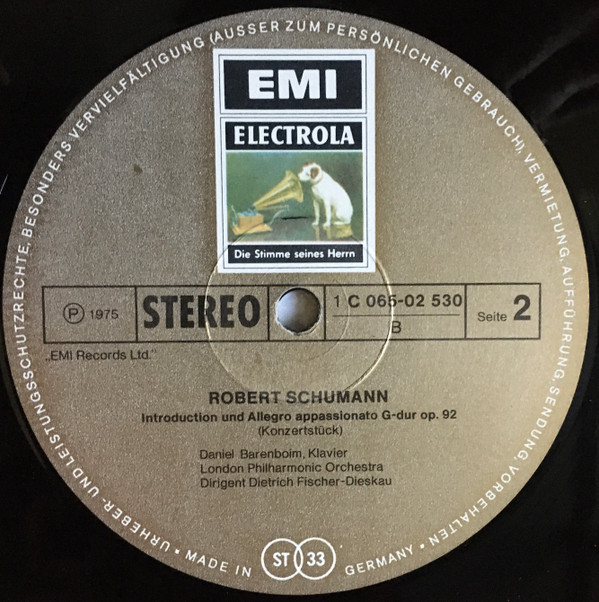 URHEBER- UND LEISTUNGSSCHUTZRECHTE, BESONDERS VERVIELFÄLTIGUNG (AUSSER ZUM PERSÖNLICHEN GEBRAUCH), VERMIETUNG, AUFFÜHRUNG, SENDUNG, VORBEHALTEN •
EMI
ELECTROLA
Die Stimme seines Herrn
Ⓟ 1975
STEREO
1 C 065-02 530
B
Seite 2
„EMI Records Ltd.“
ROBERT SCHUMANN
Introduction und Allegro appassionato G-dur op. 92
(Konzertstück)
Daniel Barenboim, Klavier
London Philharmonic Orchestra
Dirigent Dietrich Fischer-Dieskau
• MADE IN ST 33 GERMANY •